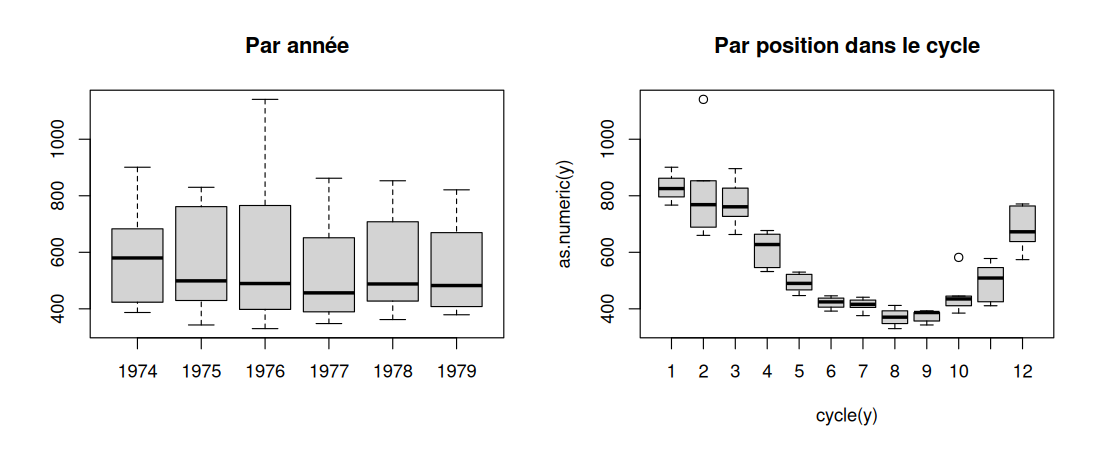 Par année
1000
800
600
400
1974 1975 1976 1977 1978 1979
Par position dans le cycle
as.numeric(y)
1000
800
600
400
1 2 3 4 5 6 7 8 9 10 12
cycle(y)